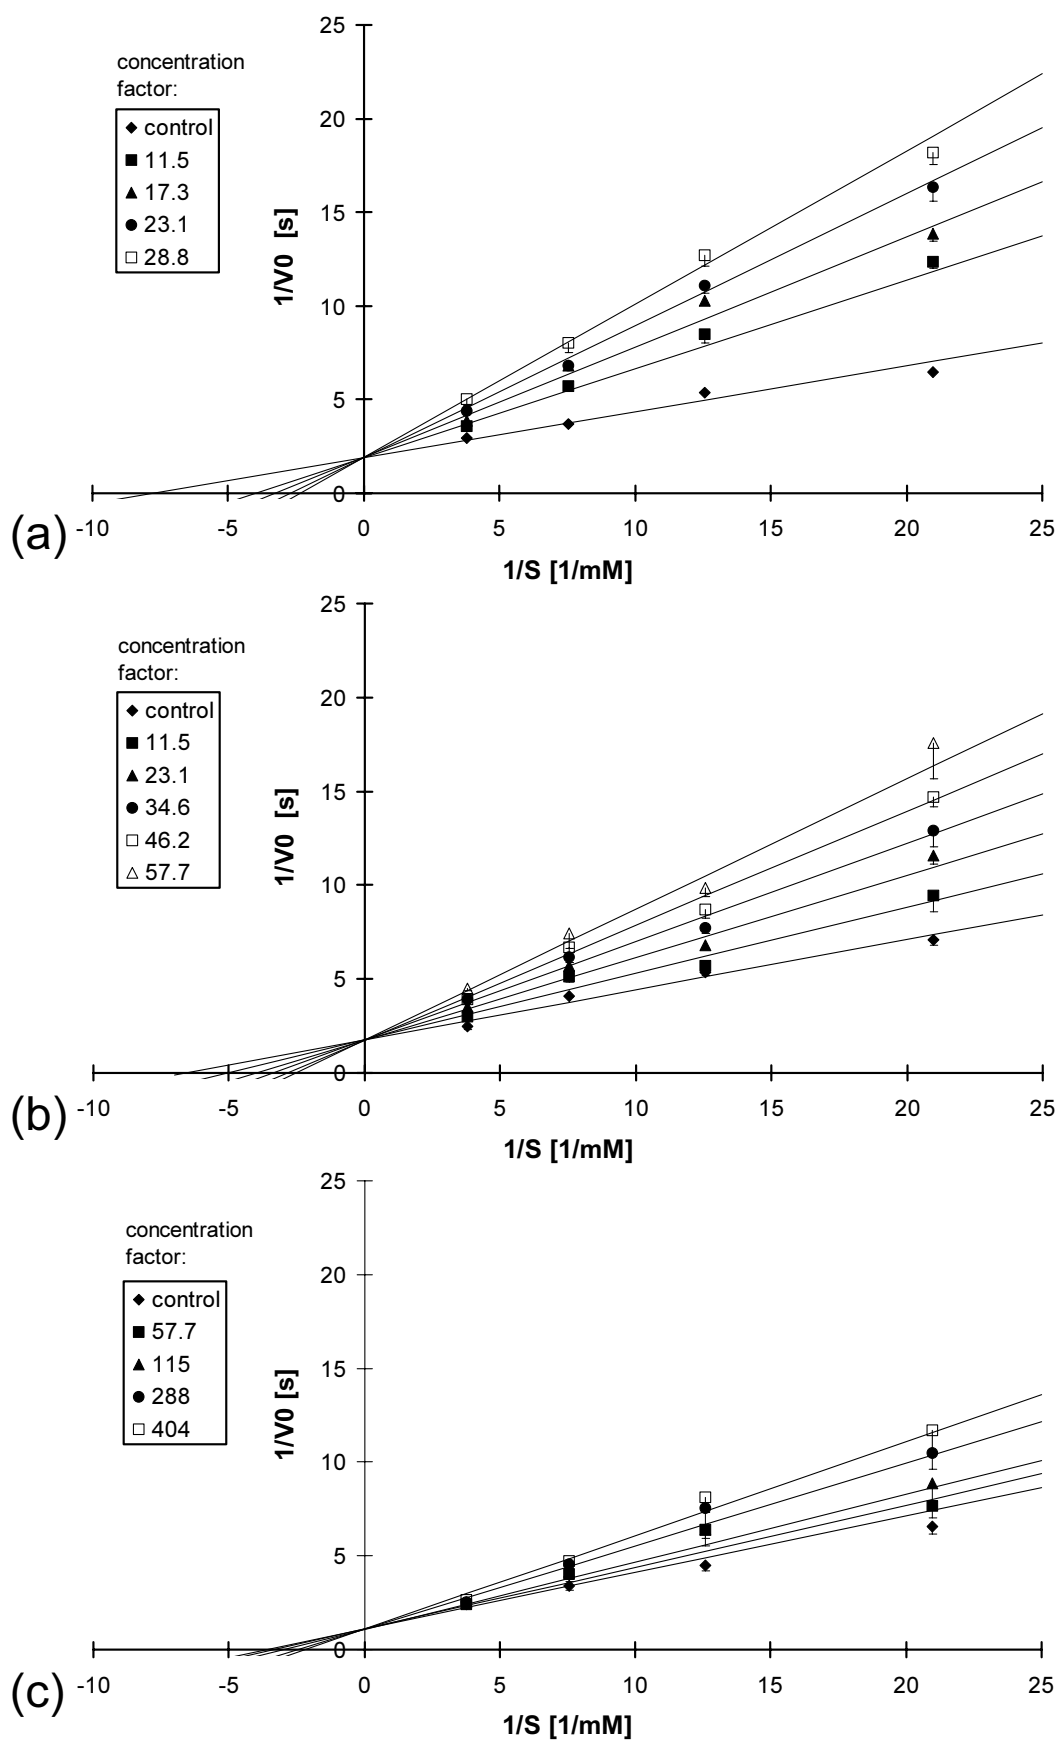 25
concentration
factor:
control
11.5
17.3
23.1
28.8
20
15
10
5
0
1/V0 [s]
(a)
-10 -5 0 5 10 15 20 25
1/S [1/mM]
25
concentration
factor:
control
11.5
23.1
34.6
46.2
57.7
20
15
10
5
0
1/V0 [s]
(b)
-10 -5 0 5 10 15 20 25
1/S [1/mM]
25
concentration
factor:
control
57.7
115
288
404
20
15
10
5
0
1/V0 [s]
(c)
-10 -5 0 5 10 15 20 25
1/S [1/mM]